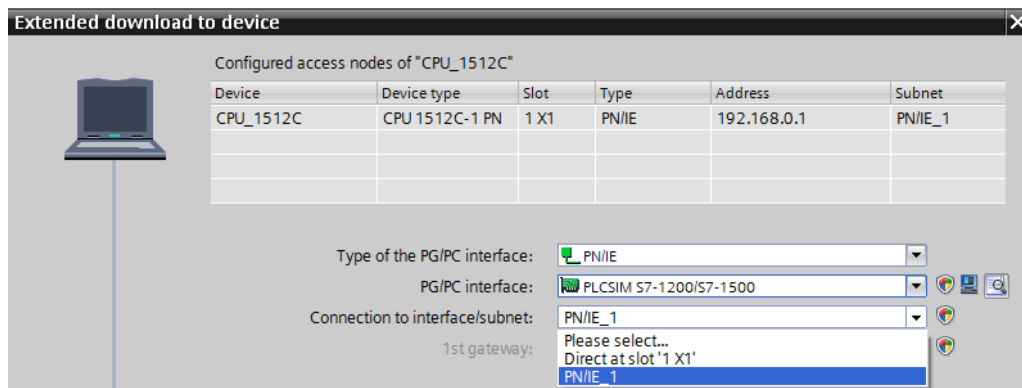 Extended download to device
Configured access nodes of "CPU_1512C"
Device Device type Slot Type Address Subnet
CPU_1512C CPU 1512C-1 PN 1 X1 PN/IE 192.168.0.1 PN/IE_1
Type of the PG/PC interface: PN/IE
PG/PC interface: PLCSIM S7-1200/S7-1500
Connection to interface/subnet: PN/IE_1
Please select...
1st gateway: Direct at slot '1 X1'
PN/IE_1